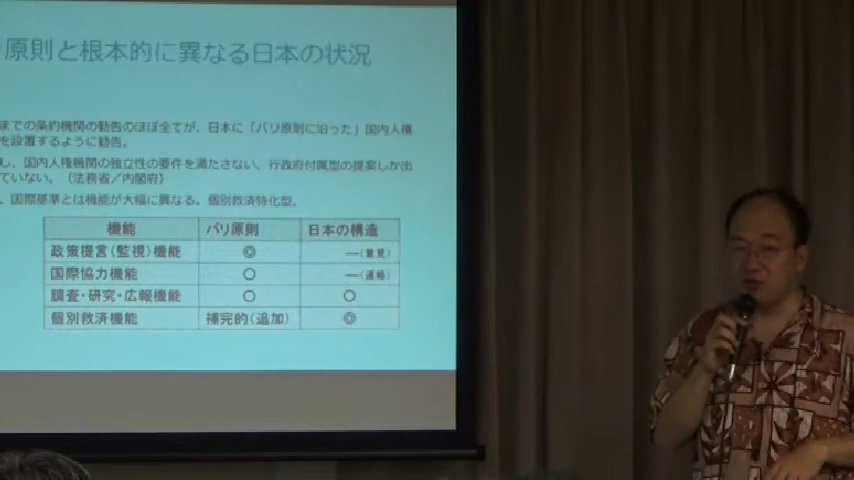 原則と根本的に異なる日本の状況
までの条約機関の勧告のほぼ全てが、日本に「パリ原則に沿った」国内人権
を設置するように勧告。
し、国内人権機関の独立性の要件を満たさない、行政府付属型の提案しか出
ていない。（法務省／内閣府）
、国際基準とは機能が大幅に異なる。個別救済特化型。
機能 パリ原則 日本の構造
政策提言(監視)機能 ◎ ―(意見)
国際協力機能 ○ ―(連絡)
調査・研究・広報機能 ○ ○
個別救済機能 補完的(追加) ◎